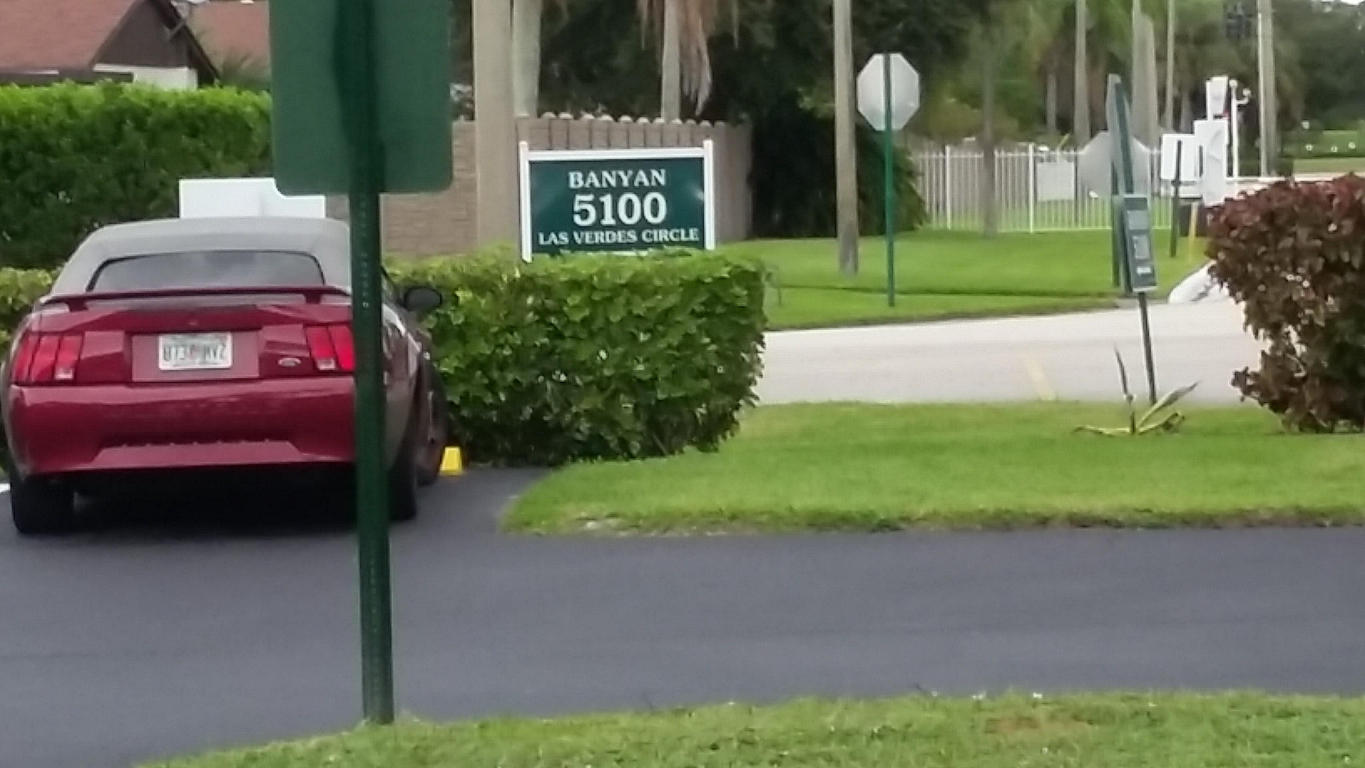 BANYAN
5100
LAS VERDES CIRCLE